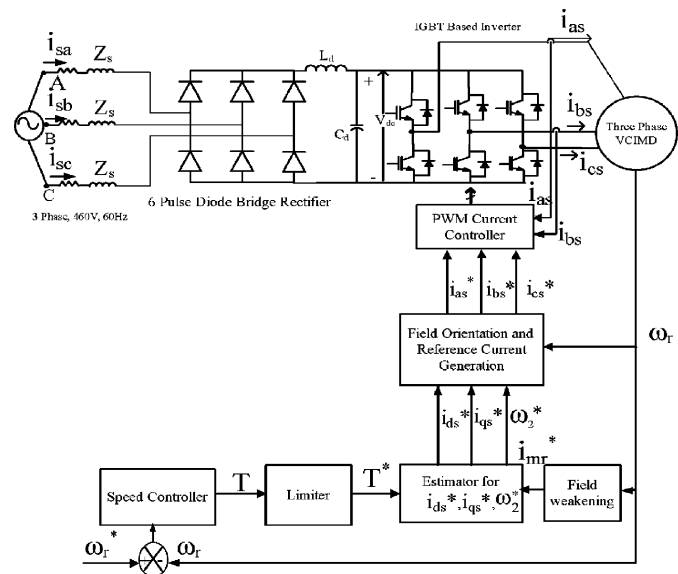 IGBT Based Inverter
i_as
i_sa
Z_s
L_d
A
i_sb
Z_s
B
i_sc
Z_s
C
+
C_d
V_dc
-
i_bs
i_cs
Three Phase
VCIMD
6 Pulse Diode Bridge Rectifier
3 Phase, 460V, 60Hz
i_as
PWM Current
Controller
i_bs
i_as* i_bs* i_cs*
Field Orientation and
Reference Current
Generation
ω_r
i_ds* i_qs* ω_2*
i_mr*
Speed Controller
T
Limiter
T*
Estimator for
i_ds*,i_qs*,ω_2*
Field
weakening
ω_r*
ω_r